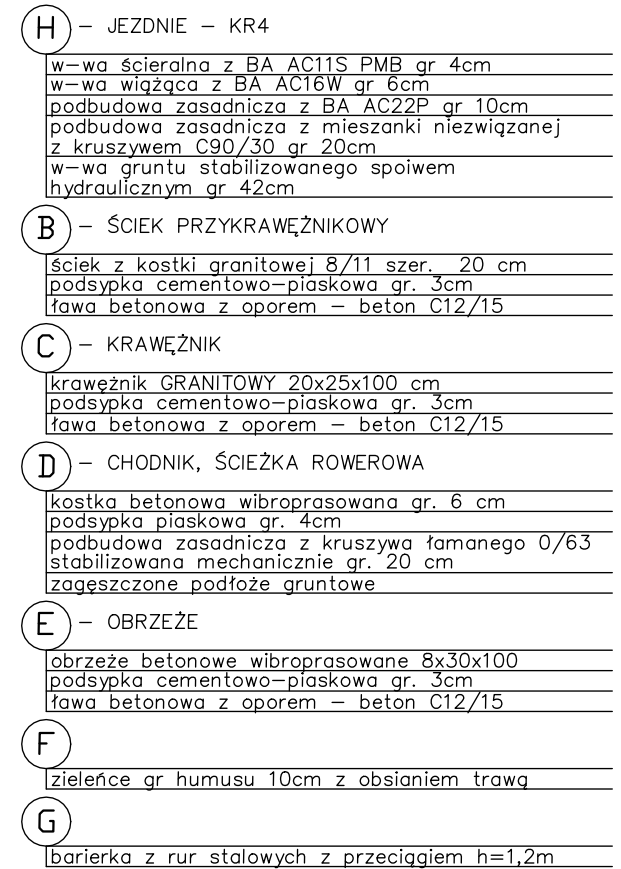 H – JEZDNIE – KR4
w–wa ścieralna z BA AC11S PMB gr 4cm
w–wa wiążąca z BA AC16W gr 6cm
podbudowa zasadnicza z BA AC22P gr 10cm
podbudowa zasadnicza z mieszanki niezwiązanej
z kruszywem C90/30 gr 20cm
w–wa gruntu stabilizowanego spoiwem
hydraulicznym gr 42cm
B – ŚCIEK PRZYKRAWĘŻNIKOWY
ściek z kostki granitowej 8/11 szer. 20 cm
podsypka cementowo–piaskowa gr. 3cm
ława betonowa z oporem – beton C12/15
C – KRAWĘŻNIK
krawężnik GRANITOWY 20x25x100 cm
podsypka cementowo–piaskowa gr. 3cm
ława betonowa z oporem – beton C12/15
D – CHODNIK, ŚCIEŻKA ROWEROWA
kostka betonowa wibroprasowana gr. 6 cm
podsypka piaskowa gr. 4cm
podbudowa zasadnicza z kruszywa łamanego 0/63
stabilizowana mechanicznie gr. 20 cm
zagęszczone podłoże gruntowe
E – OBRZEŻE
obrzeże betonowe wibroprasowane 8x30x100
podsypka cementowo–piaskowa gr. 3cm
ława betonowa z oporem – beton C12/15
F
zieleńce gr humusu 10cm z obsianiem trawą
G
barierka z rur stalowych z przeciągiem h=1,2m